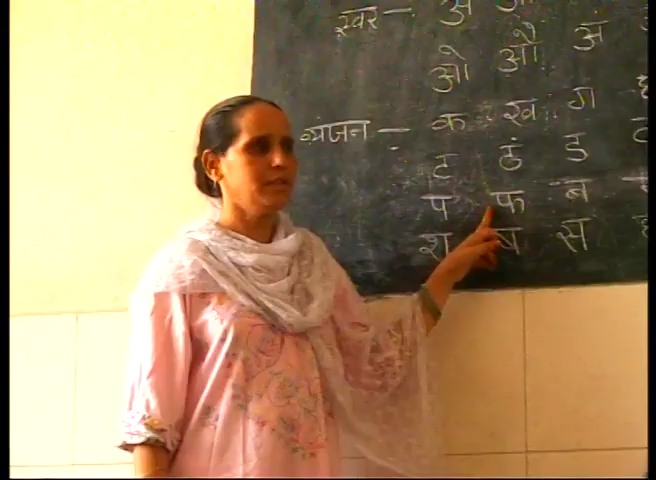 स्वर – अ
ओ औ अ
व्यंजन – क ख ग
ट ठ ड
प फ ब
श ष स